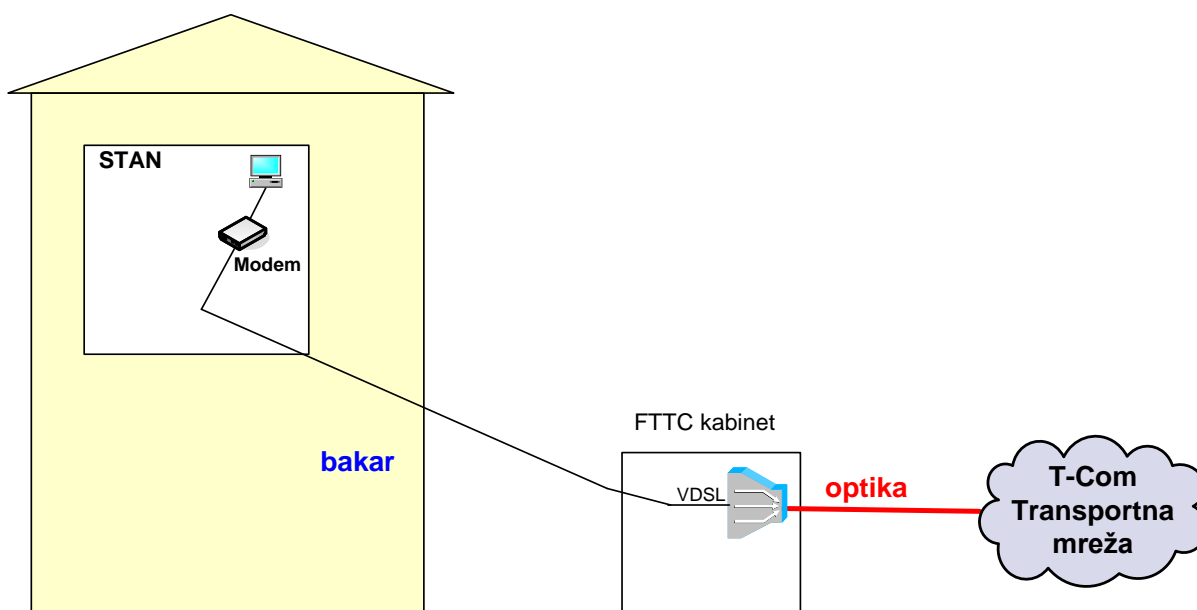 STAN
Modem
bakar
FTTC kabinet
VDSL
optika
T-Com
Transportna
mreža